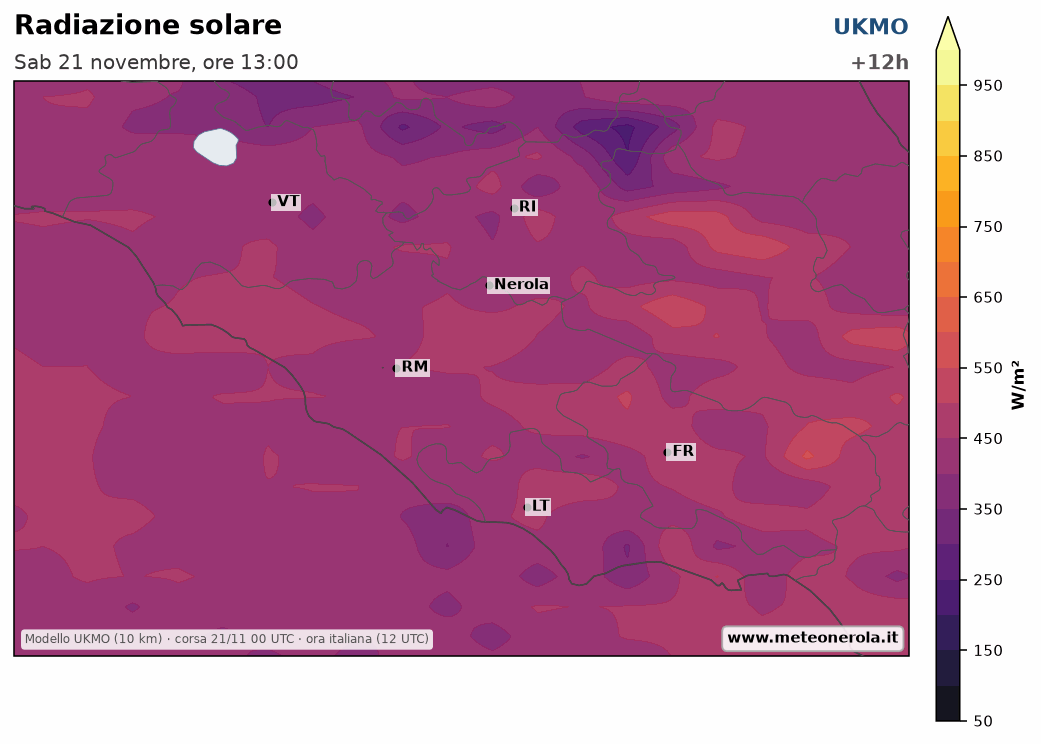 Radiazione solare
UKMO
Sab 21 novembre, ore 13:00
+12h
VT
RI
Nerola
RM
FR
LT
Modello UKMO (10 km) · corsa 21/11 00 UTC · ora italiana (12 UTC)
www.meteonerola.it
950
850
750
650
550
450
350
250
150
50
W/m²